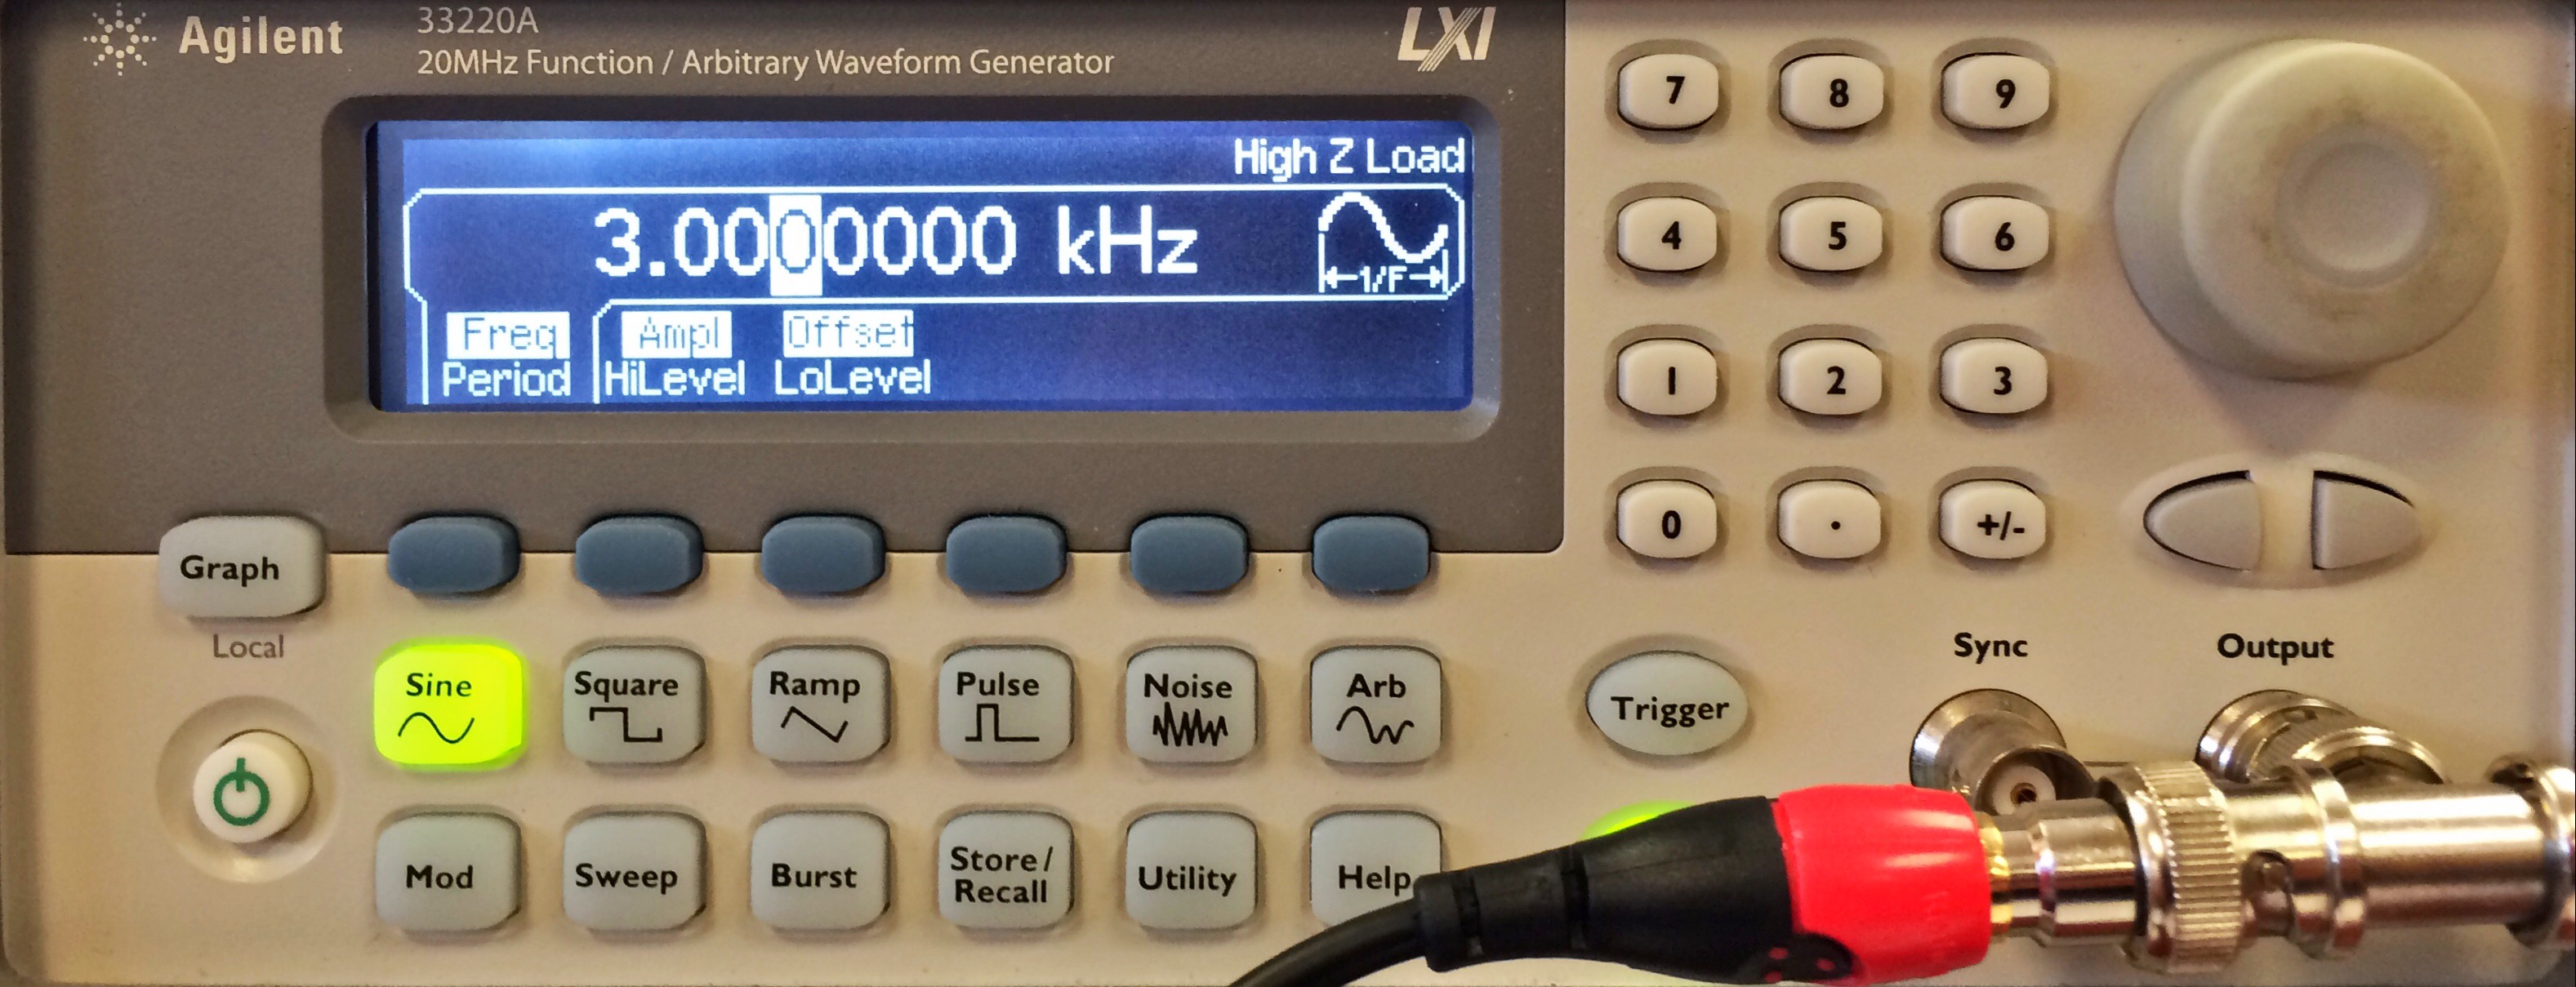 Agilent
33220A
20MHz Function / Arbitrary Waveform Generator
LXI
High Z Load
3.0000000 kHz
1/F
Freq Ampl Offset
Period HiLevel LoLevel
7 8 9
4 5 6
1 2 3
0 . +/-
Graph
Local
Sine Square Ramp Pulse Noise Arb
Trigger
Sync Output
Mod Sweep Burst Store/
Recall Utility Help